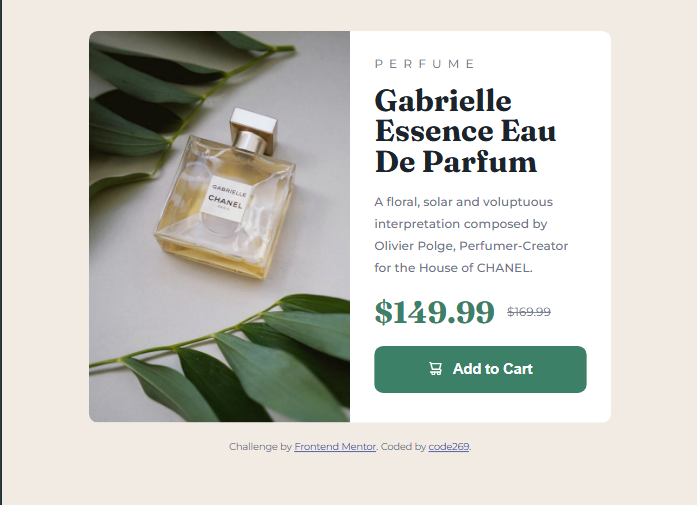 PERFUME
Gabrielle
Essence Eau
De Parfum
A floral, solar and voluptuous
interpretation composed by
Olivier Polge, Perfumer-Creator
for the House of CHANEL.
$149.99 $169.99
Add to Cart
GABRIELLE
CHANEL
PARIS
Challenge by Frontend Mentor. Coded by code269.